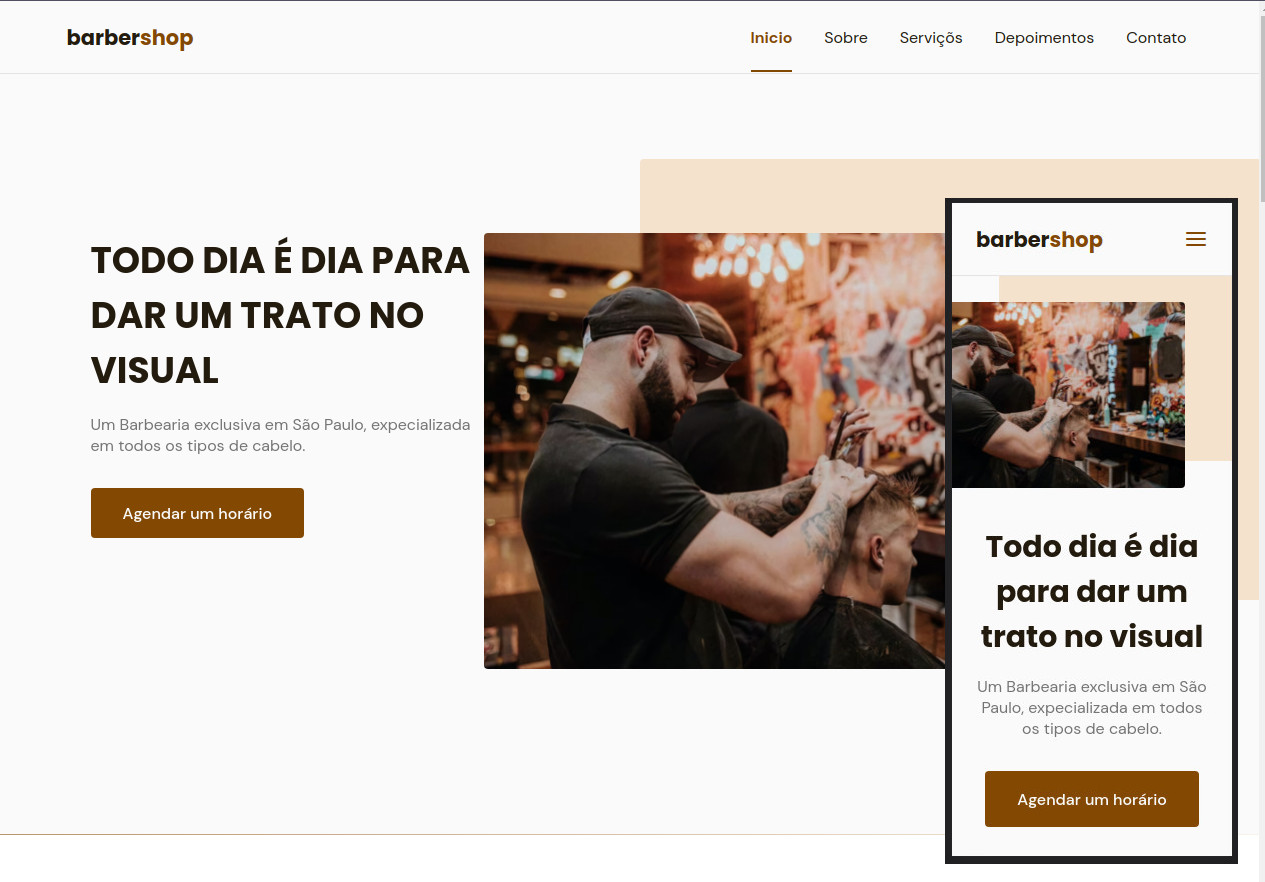 barbershop
Inicio Sobre Serviçõs Depoimentos Contato
TODO DIA É DIA PARA
DAR UM TRATO NO
VISUAL
Um Barbearia exclusiva em São Paulo, expecializada
em todos os tipos de cabelo.
Agendar um horário
barbershop
Todo dia é dia
para dar um
trato no visual
Um Barbearia exclusiva em São
Paulo, expecializada em todos
os tipos de cabelo.
Agendar um horário